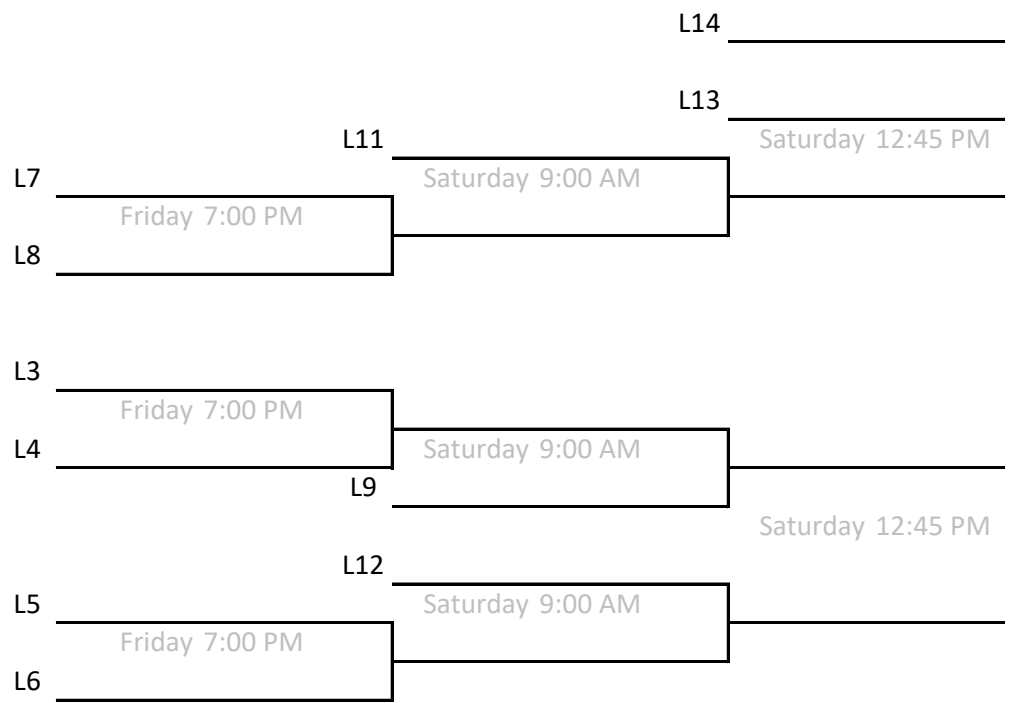 L14
L13
Saturday 12:45 PM
L11
Saturday 9:00 AM
L7
Friday 7:00 PM
L8
L3
Friday 7:00 PM
L4
Saturday 9:00 AM
L9
Saturday 12:45 PM
L12
L5
Saturday 9:00 AM
Friday 7:00 PM
L6